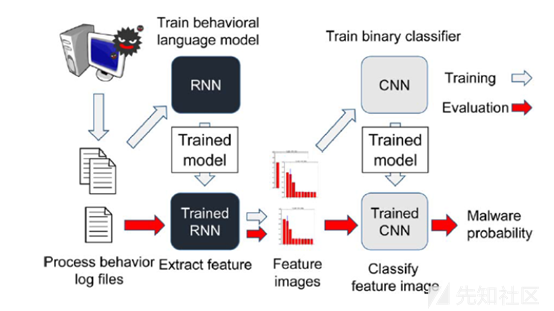 Train behavioral
language model
Train binary classifier
Training
Evaluation
RNN
CNN
Trained
model
Trained
model
Trained
RNN
Trained
CNN
Malware
probability
Process behavior
log files
Extract feature
Feature
images
Classify
feature image
先知社区